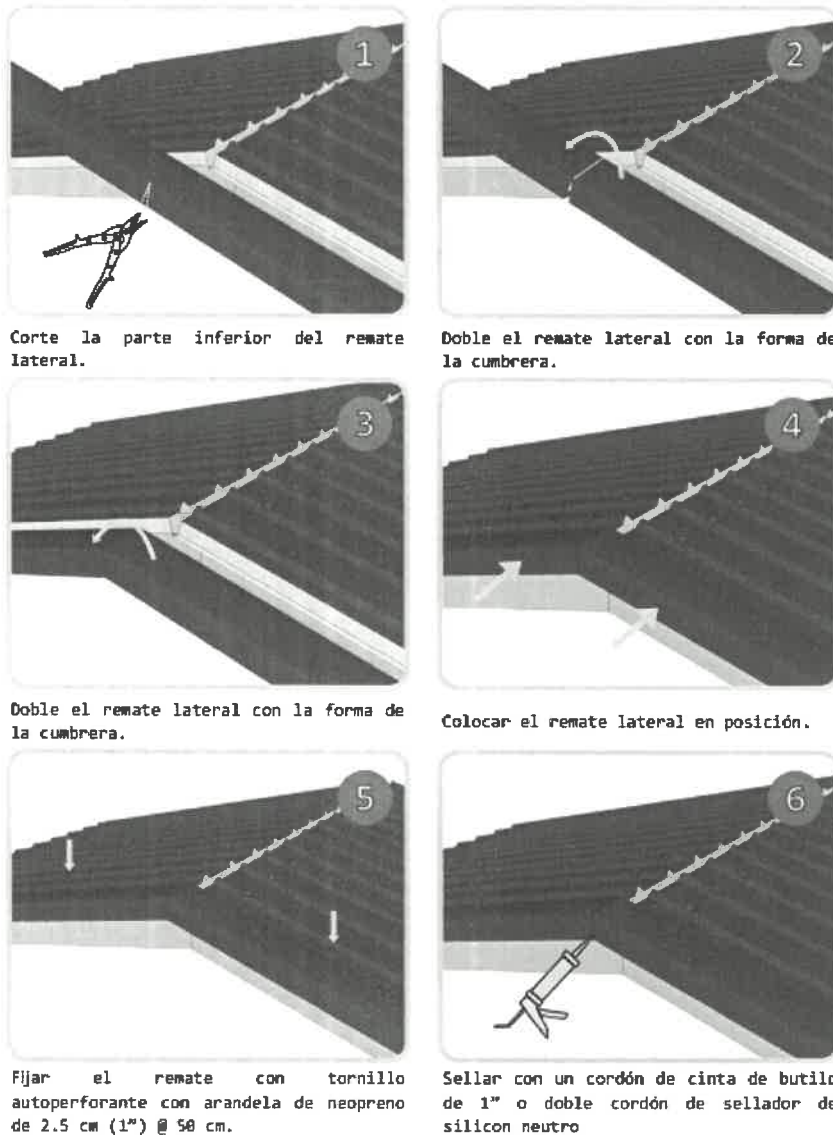 1
2
Corte la parte inferior del remate
lateral.
Doble el remate lateral con la forma de
la cumbrera.
3
4
Doble el remate lateral con la forma de
la cumbrera.
Colocar el remate lateral en posición.
5
6
Fijar el remate con tornillo
autoperforante con arandela de neopreno
de 2.5 cm (1") @ 50 cm.
Sellar con un cordón de cinta de butilo
de 1" o doble cordón de sellador de
silicon neutro